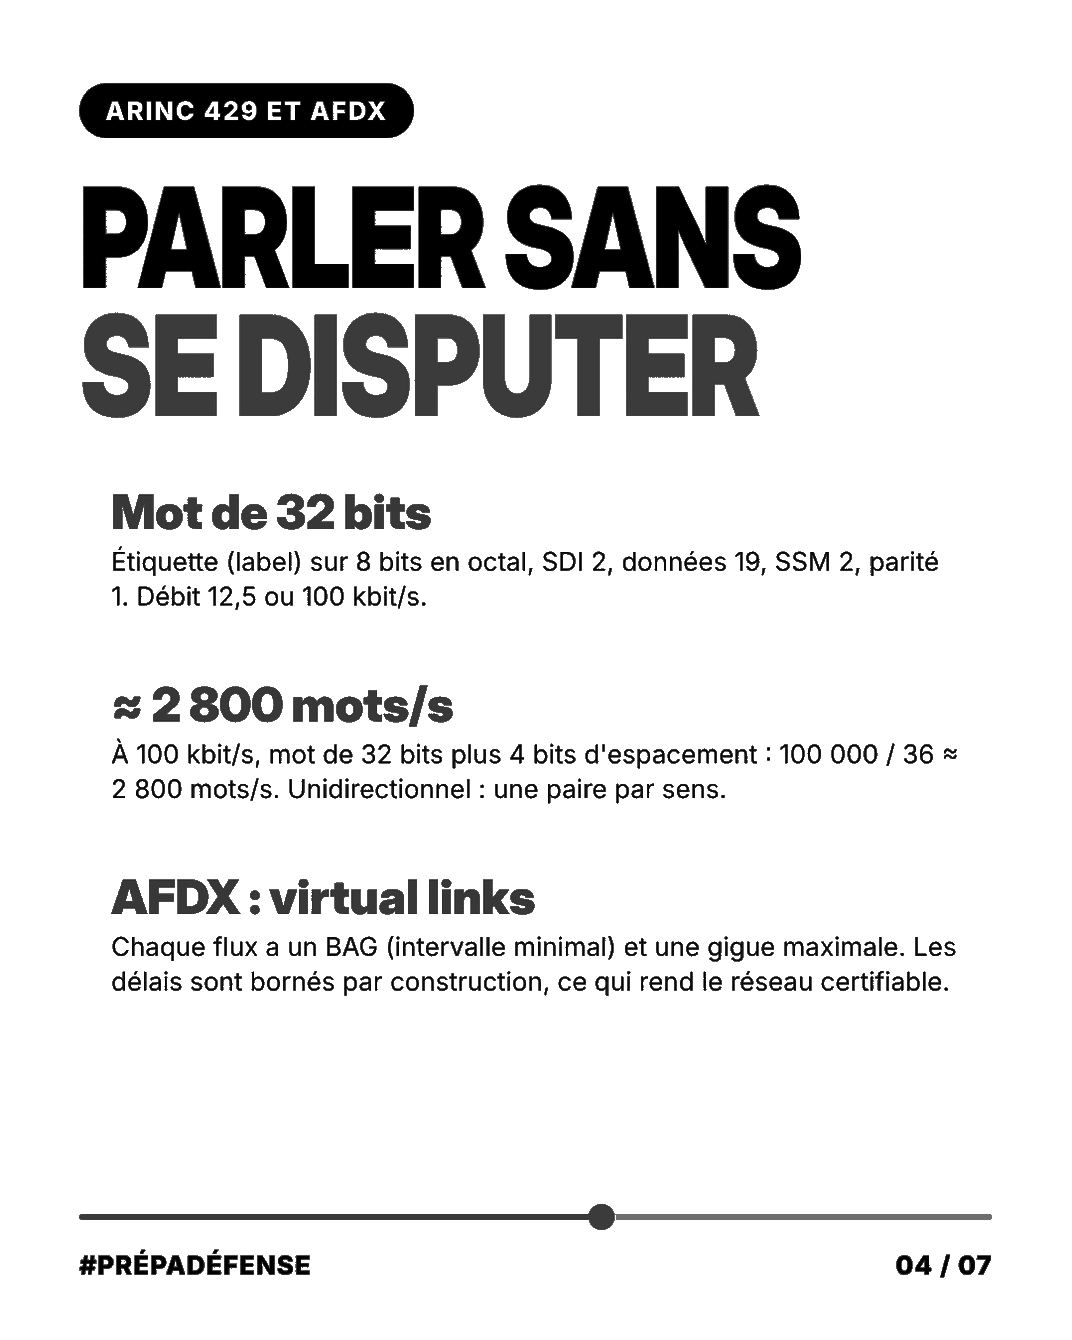 ARINC 429 ET AFDX
PARLER SANS
SE DISPUTER
Mot de 32 bits
Étiquette (label) sur 8 bits en octal, SDI 2, données 19, SSM 2, parité
1. Débit 12,5 ou 100 kbit/s.
≈ 2 800 mots/s
À 100 kbit/s, mot de 32 bits plus 4 bits d'espacement : 100 000 / 36 ≈
2 800 mots/s. Unidirectionnel : une paire par sens.
AFDX : virtual links
Chaque flux a un BAG (intervalle minimal) et une gigue maximale. Les
délais sont bornés par construction, ce qui rend le réseau certifiable.
#PRÉPADÉFENSE
04 / 07